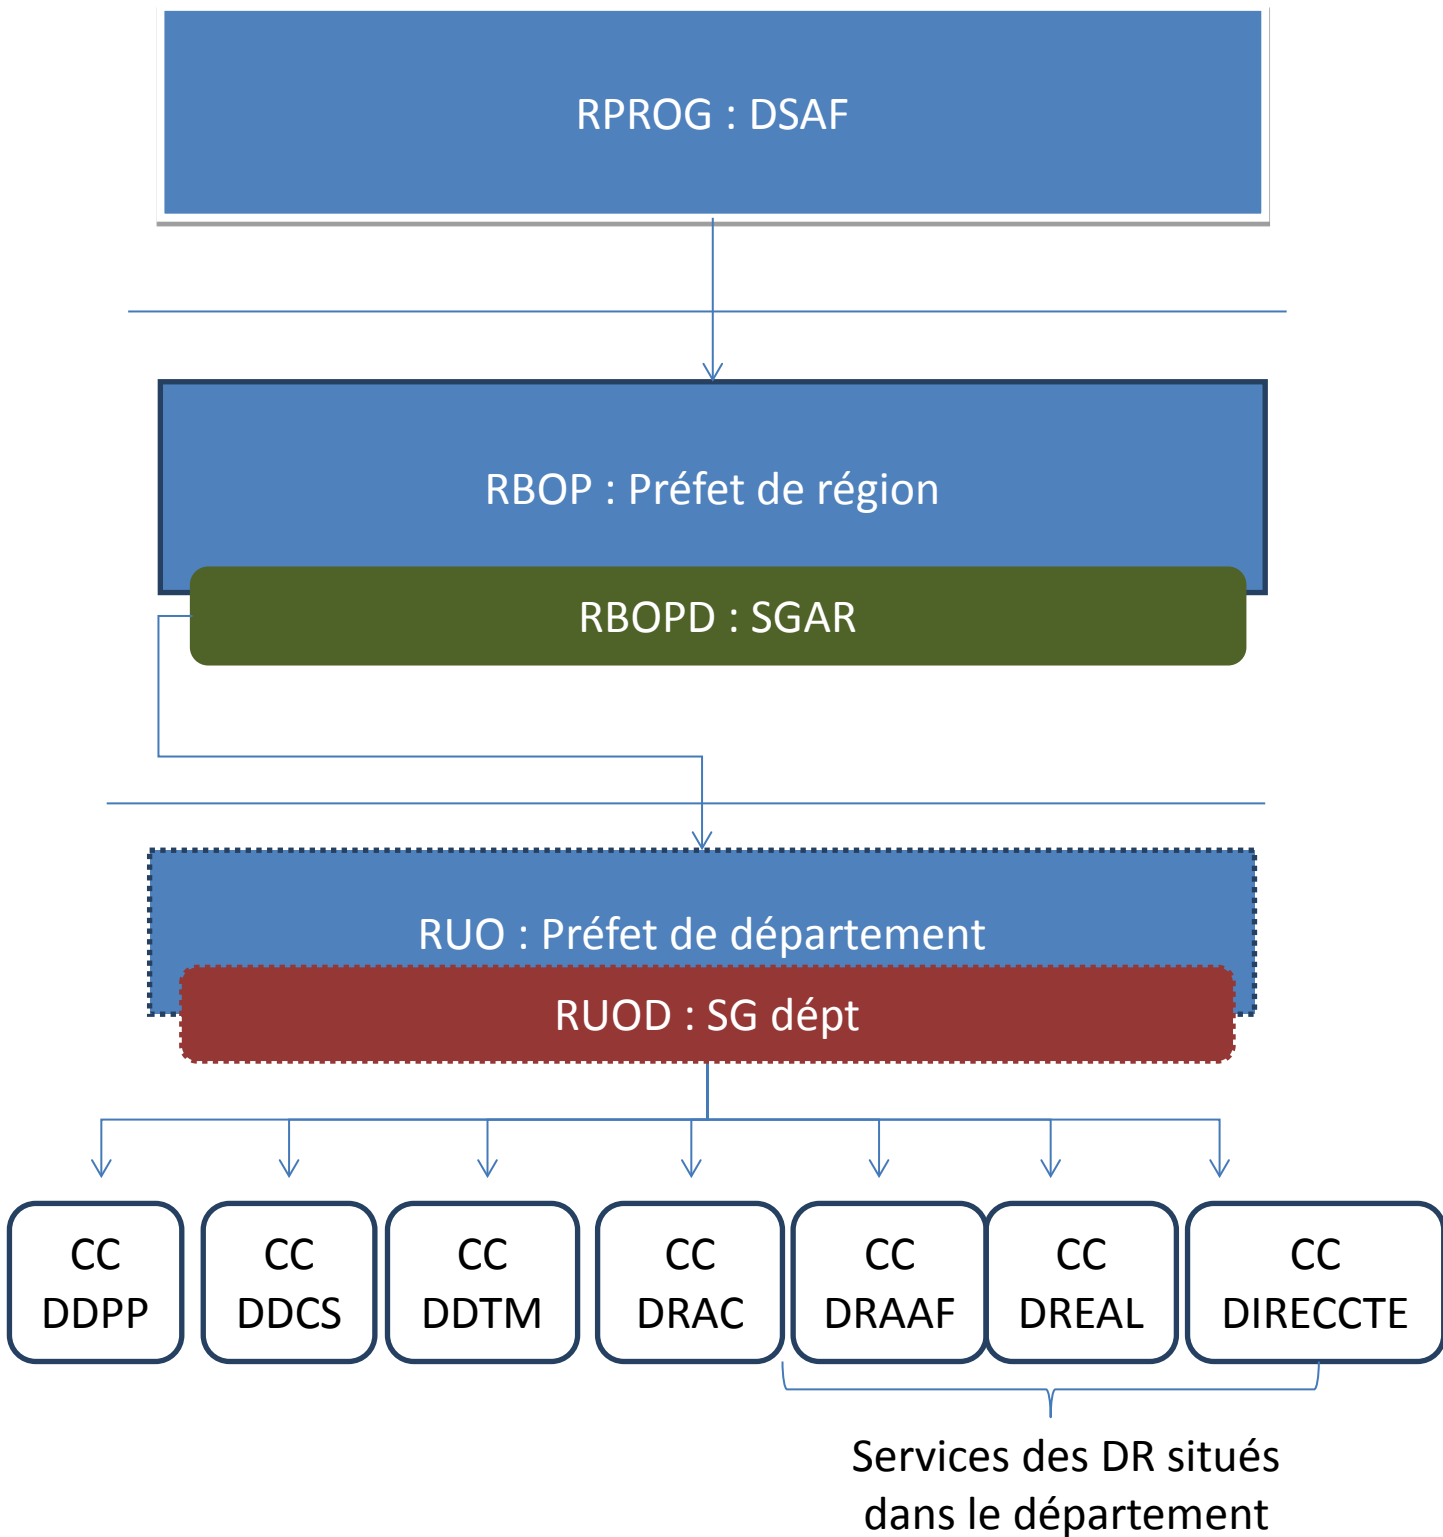 RPROG : DSAF
RBOP : Préfet de région
RBOPD : SGAR
RUO : Préfet de département
RUOD : SG dépt
CC
DDPP
CC
DDCS
CC
DDTM
CC
DRAC
CC
DRAAF
CC
DREAL
CC
DIRECCTE
Services des DR situés
dans le département